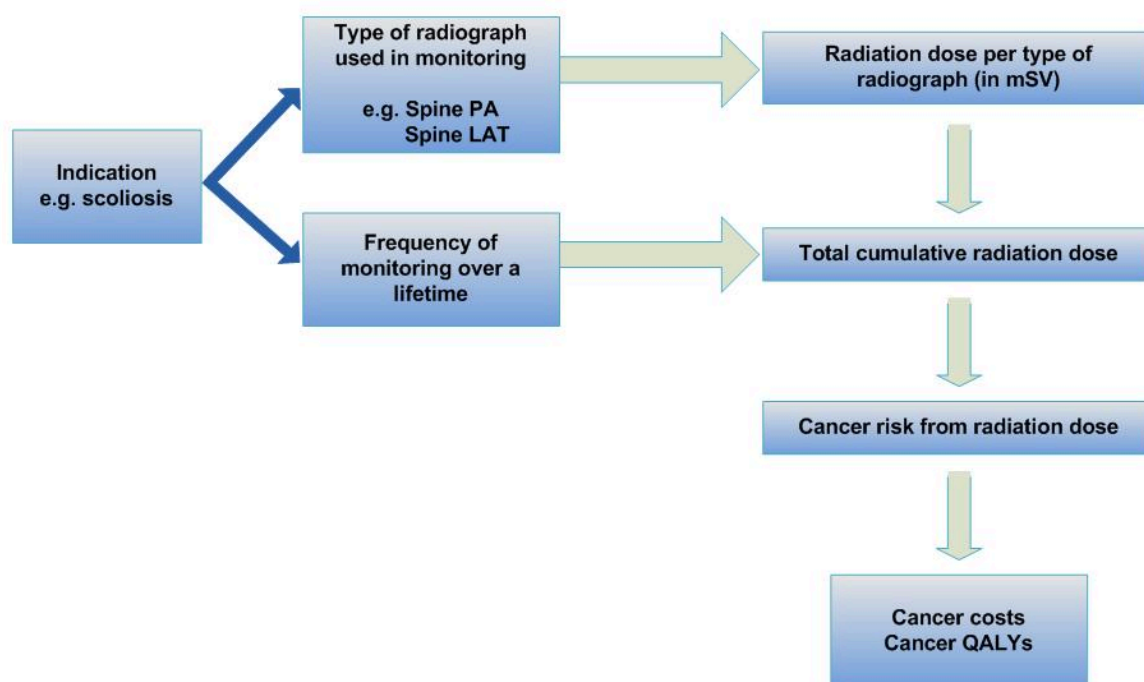 Type of radiograph
used in monitoring
e.g. Spine PA
Spine LAT
Radiation dose per type of
radiograph (in mSV)
Indication
e.g. scoliosis
Frequency of
monitoring over a
lifetime
Total cumulative radiation dose
Cancer risk from radiation dose
Cancer costs
Cancer QALYs